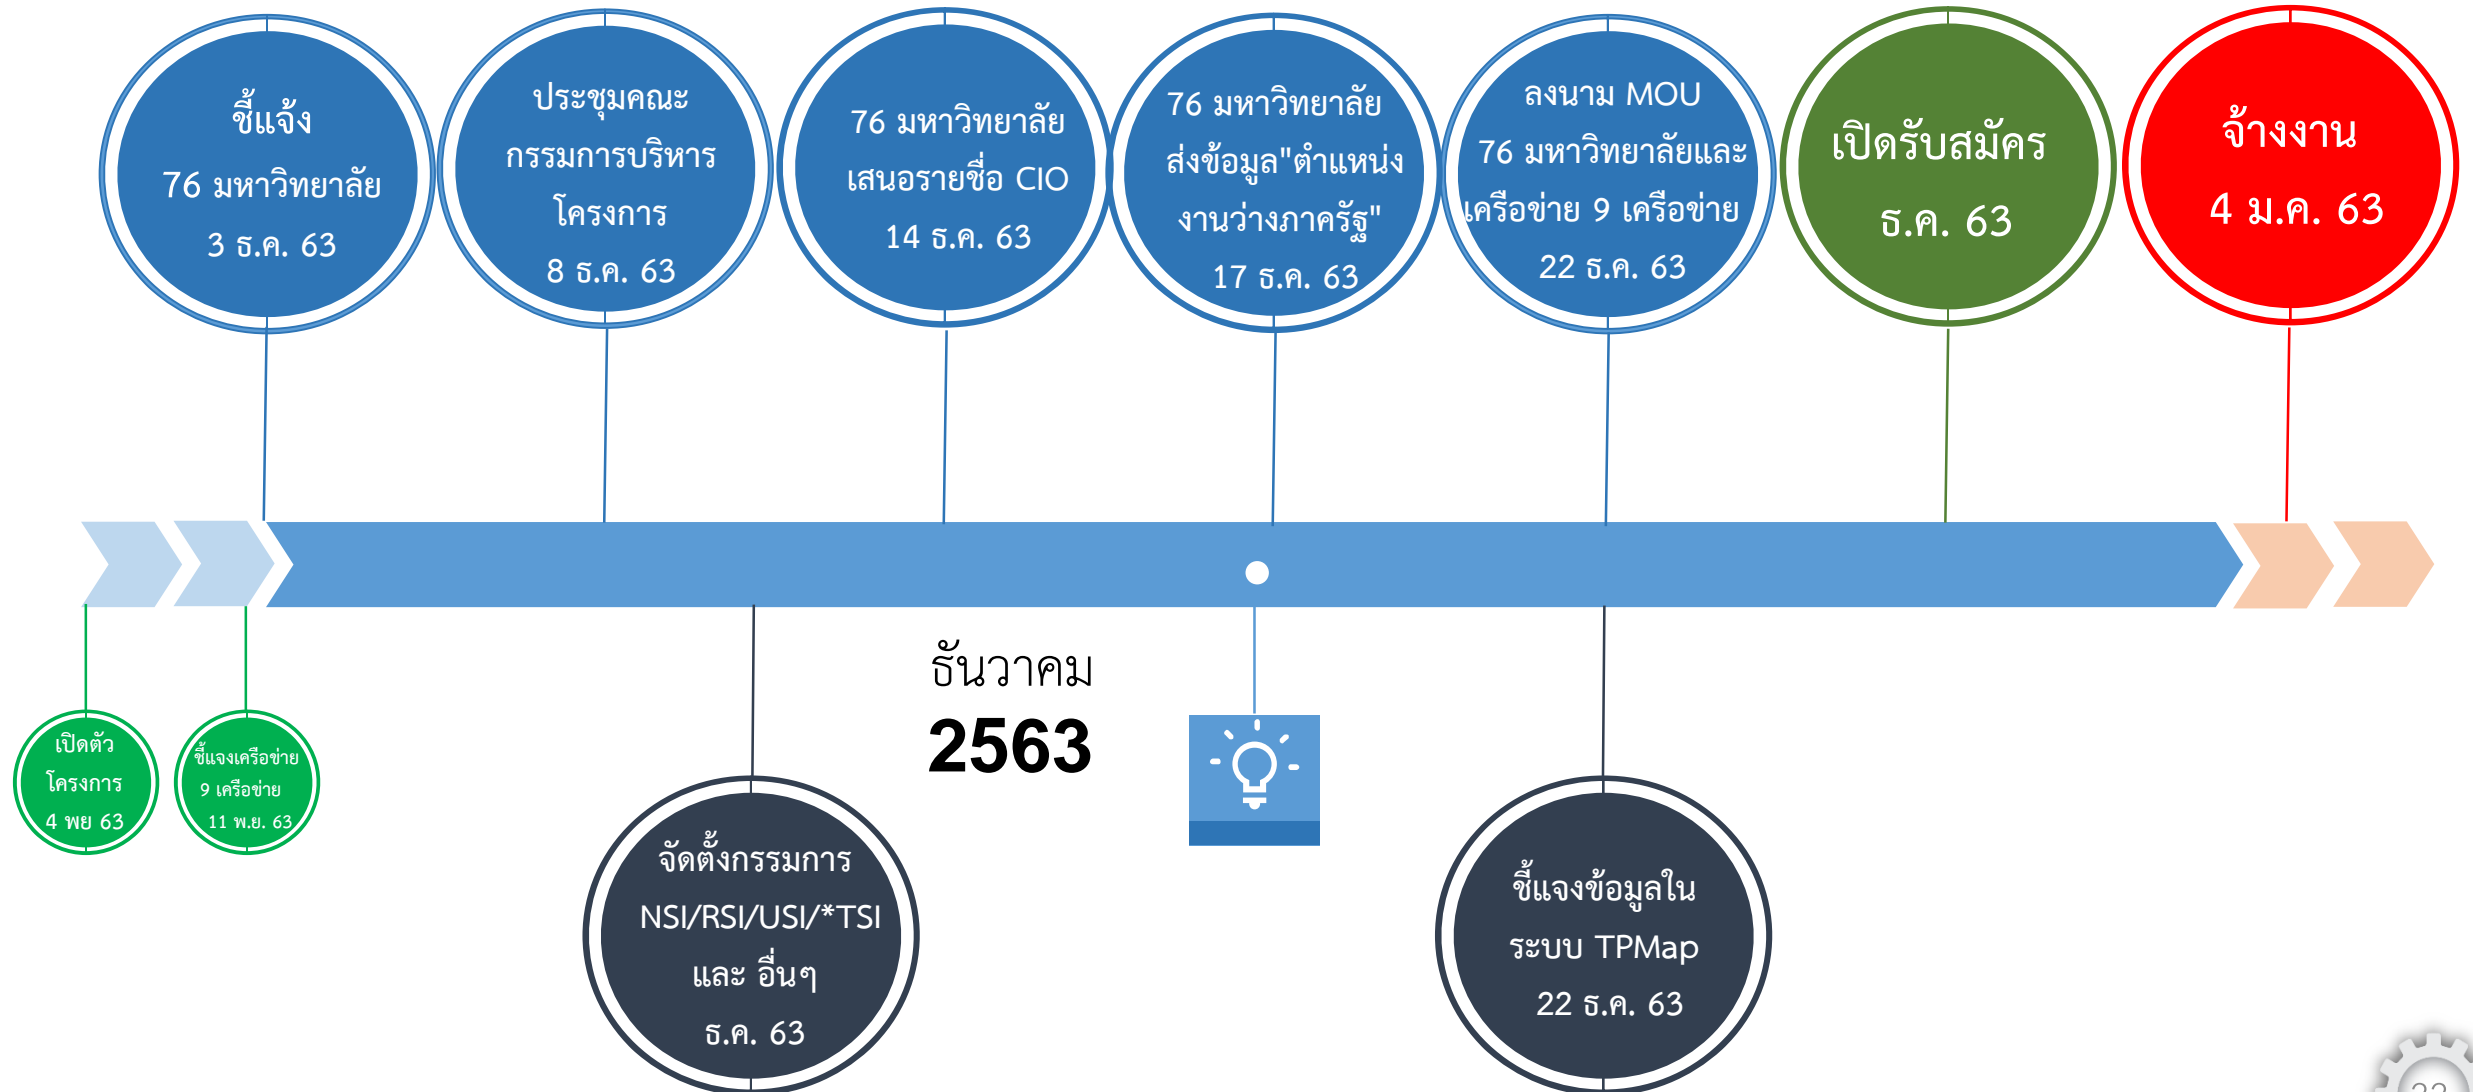 ชี้แจ้ง
76 มหาวิทยาลัย
3 ธ.ค. 63
ประชุมคณะ
กรรมการบริหาร
โครงการ
8 ธ.ค. 63
76 มหาวิทยาลัย
เสนอรายชื่อ CIO
14 ธ.ค. 63
76 มหาวิทยาลัย
ส่งข้อมูล"ตำแหน่ง
งานว่างภาครัฐ"
17 ธ.ค. 63
ลงนาม MOU
76 มหาวิทยาลัยและ
เครือข่าย 9 เครือข่าย
22 ธ.ค. 63
เปิดรับสมัคร
ธ.ค. 63
จ้างงาน
4 ม.ค. 63
เปิดตัว
โครงการ
4 พย 63
ชี้แจงเครือข่าย
9 เครือข่าย
11 พ.ย. 63
ธันวาคม
2563
จัดตั้งกรรมการ
NSI/RSI/USI/*TSI
และ อื่นๆ
ธ.ค. 63
ชี้แจงข้อมูลใน
ระบบ TPMap
22 ธ.ค. 63